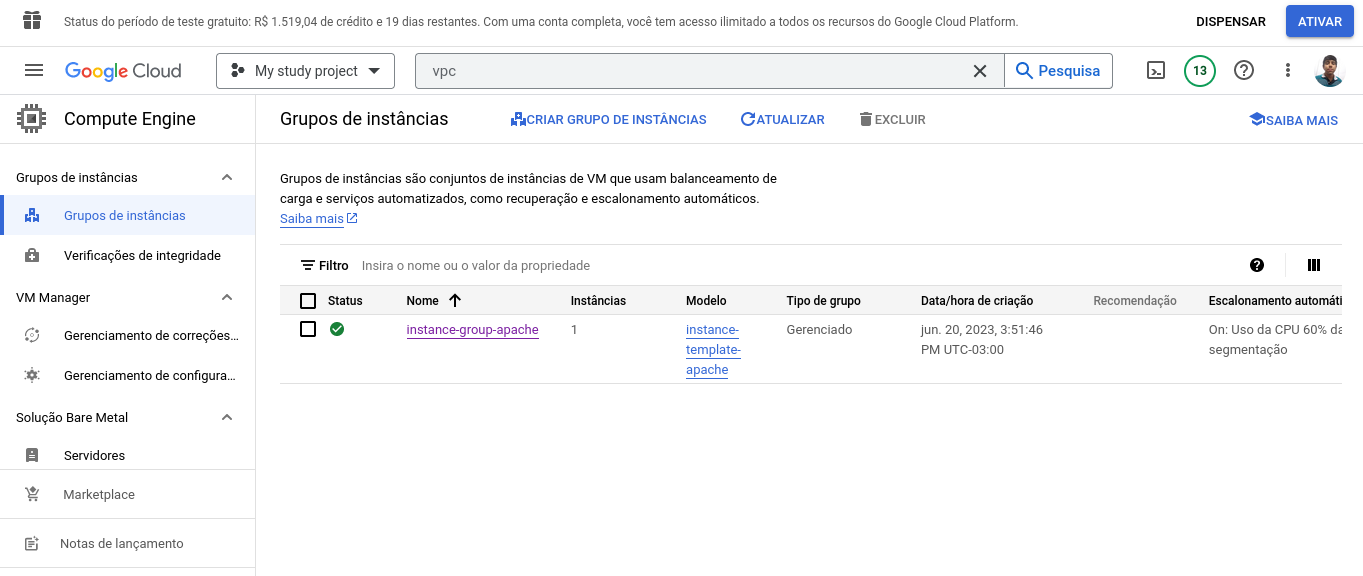 Status do período de teste gratuito: R$ 1.519,04 de crédito e 19 dias restantes. Com uma conta completa, você tem acesso ilimitado a todos os recursos do Google Cloud Platform.
DISPENSAR
ATIVAR
Google Cloud
My study project
vpc
Pesquisa
13
Compute Engine
Grupos de instâncias
CRIAR GRUPO DE INSTÂNCIAS
ATUALIZAR
EXCLUIR
SAIBA MAIS
Grupos de instâncias
Grupos de instâncias
Verificações de integridade
VM Manager
Gerenciamento de correções...
Gerenciamento de configura...
Solução Bare Metal
Servidores
Marketplace
Notas de lançamento
Grupos de instâncias são conjuntos de instâncias de VM que usam balanceamento de
carga e serviços automatizados, como recuperação e escalonamento automáticos.
Saiba mais
Filtro
Insira o nome ou o valor da propriedade
Status
Nome
Instâncias
Modelo
Tipo de grupo
Data/hora de criação
Recomendação
Escalonamento automáti
instance-group-apache
1
instance-
template-
apache
Gerenciado
jun. 20, 2023, 3:51:46
PM UTC-03:00
On: Uso da CPU 60% da
segmentação